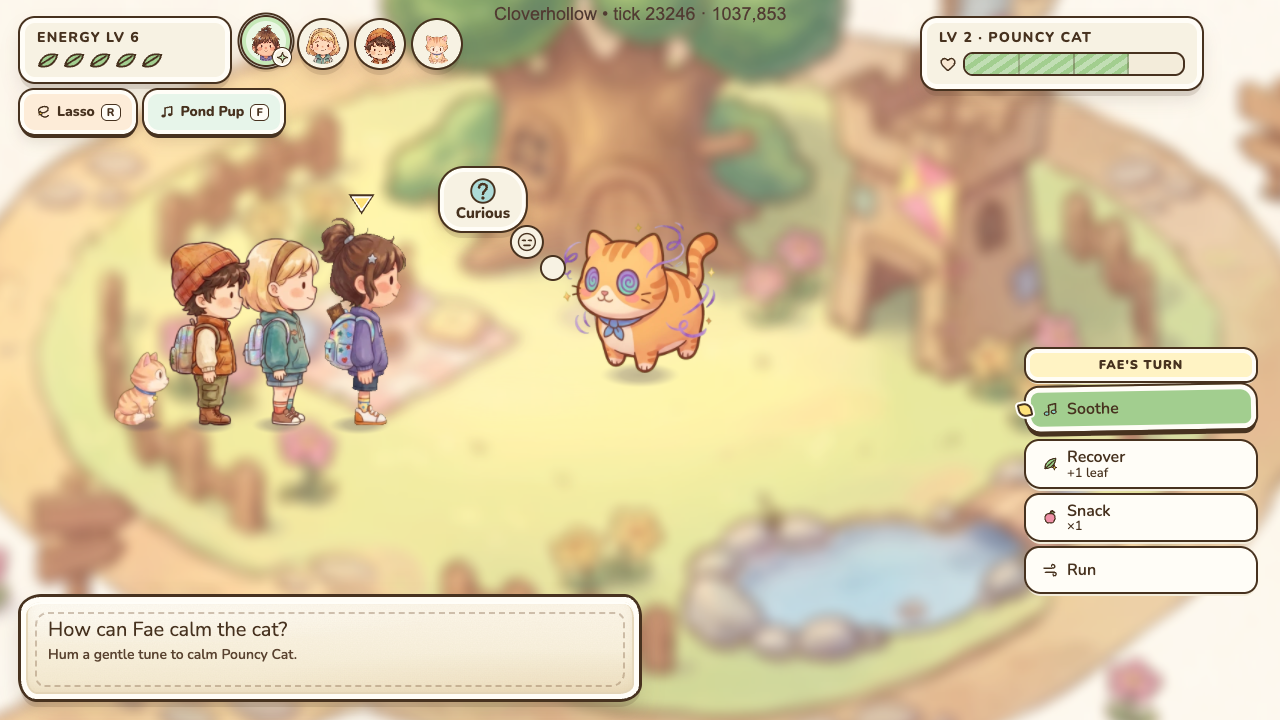 Cloverhollow • tick 23246 · 1037,853
ENERGY LV 6
LV 2 · POUNCY CAT
Lasso R
Pond Pup F
?
Curious
FAE'S TURN
Soothe
Recover
+1 leaf
Snack
×1
Run
How can Fae calm the cat?
Hum a gentle tune to calm Pouncy Cat.